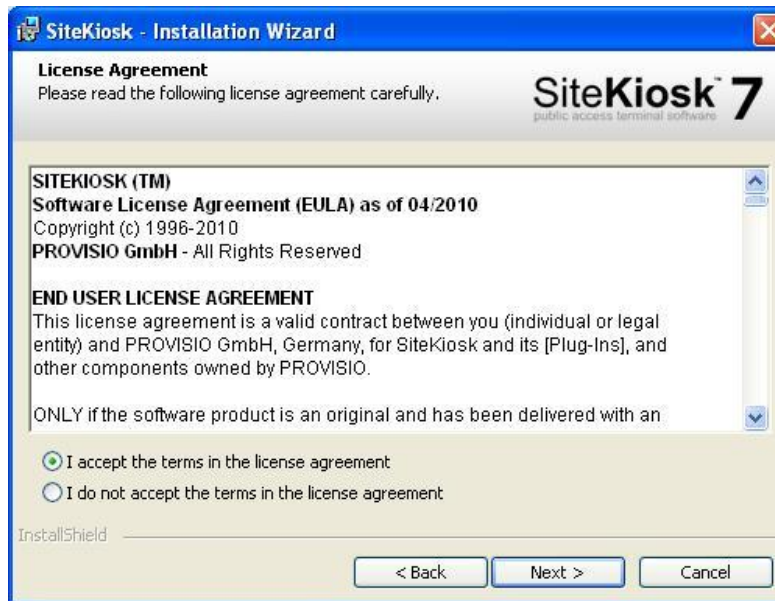 SiteKiosk - Installation Wizard
License Agreement
Please read the following license agreement carefully.
SiteKiosk™ 7
public access terminal software
SITEKIOSK (TM)
Software License Agreement (EULA) as of 04/2010
Copyright (c) 1996-2010
PROVISIO GmbH - All Rights Reserved
END USER LICENSE AGREEMENT
This license agreement is a valid contract between you (individual or legal
entity) and PROVISIO GmbH, Germany, for SiteKiosk and its [Plug-Ins], and
other components owned by PROVISIO.
ONLY if the software product is an original and has been delivered with an
I accept the terms in the license agreement
I do not accept the terms in the license agreement
InstallShield
< Back
Next >
Cancel